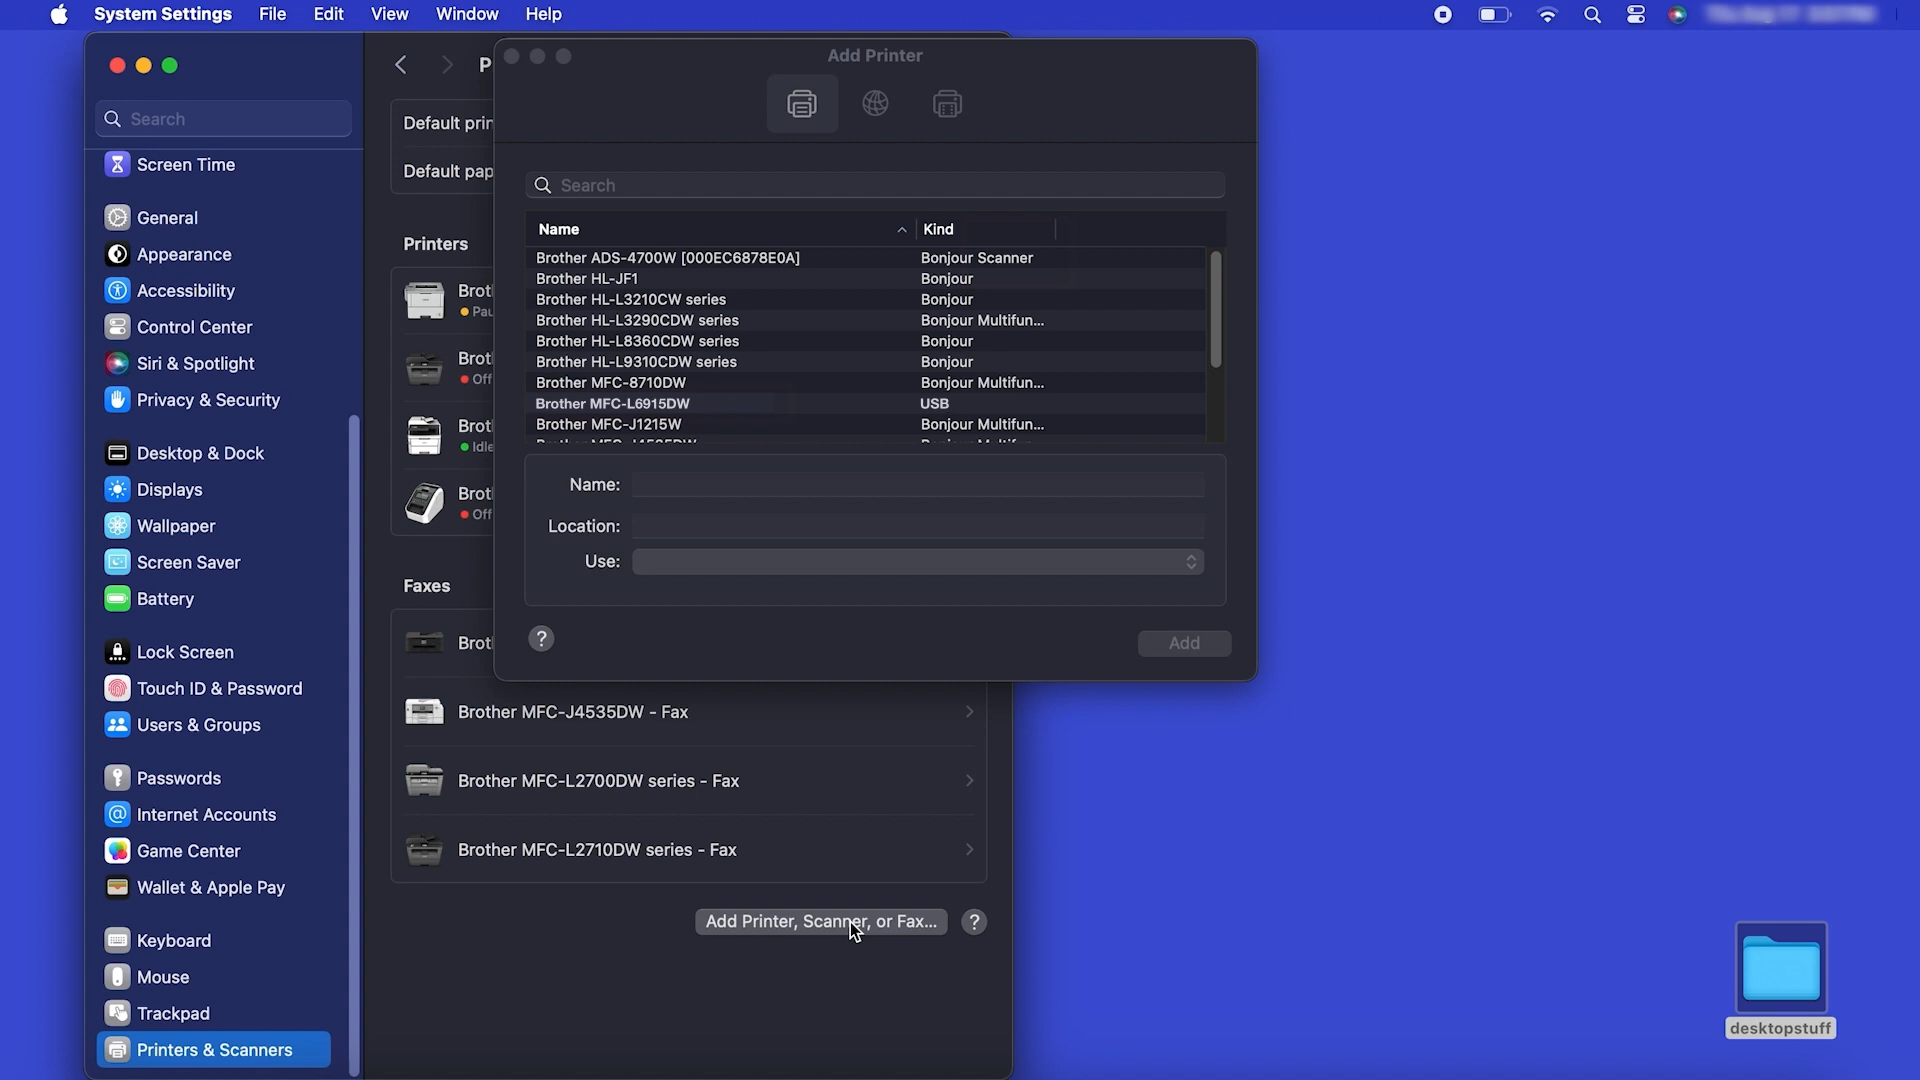 System Settings File Edit View Window Help
Search
Screen Time
General
Appearance
Accessibility
Control Center
Siri & Spotlight
Privacy & Security
Desktop & Dock
Displays
Wallpaper
Screen Saver
Battery
Lock Screen
Touch ID & Password
Users & Groups
Passwords
Internet Accounts
Game Center
Wallet & Apple Pay
Keyboard
Mouse
Trackpad
Printers & Scanners
P
Default prin
Default pap
Printers
Brot
Pau
Brot
Off
Brot
Idle
Brot
Off
Faxes
Brot
Brother MFC-J4535DW - Fax
Brother MFC-L2700DW series - Fax
Brother MFC-L2710DW series - Fax
Add Printer, Scanner, or Fax... ?
Add Printer
Search
Name Kind
Brother ADS-4700W [000EC6878E0A] Bonjour Scanner
Brother HL-JF1 Bonjour
Brother HL-L3210CW series Bonjour
Brother HL-L3290CDW series Bonjour Multifun...
Brother HL-L8360CDW series Bonjour
Brother HL-L9310CDW series Bonjour
Brother MFC-8710DW Bonjour Multifun...
Brother MFC-L6915DW USB
Brother MFC-J1215W Bonjour Multifun...
Name:
Location:
Use:
? Add
desktopstuff